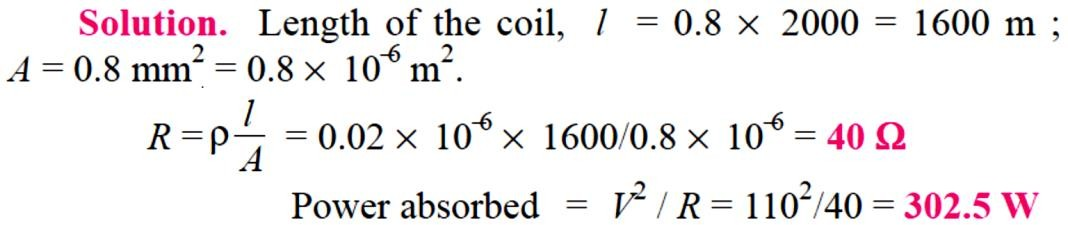 Solution. Length of the coil, l = 0.8 × 2000 = 1600 m ;
A = 0.8 mm² = 0.8 × 10⁻⁶ m².
R = ρ l/A = 0.02 × 10⁻⁶ × 1600/0.8 × 10⁻⁶ = 40 Ω
Power absorbed = V² / R = 110²/40 = 302.5 W